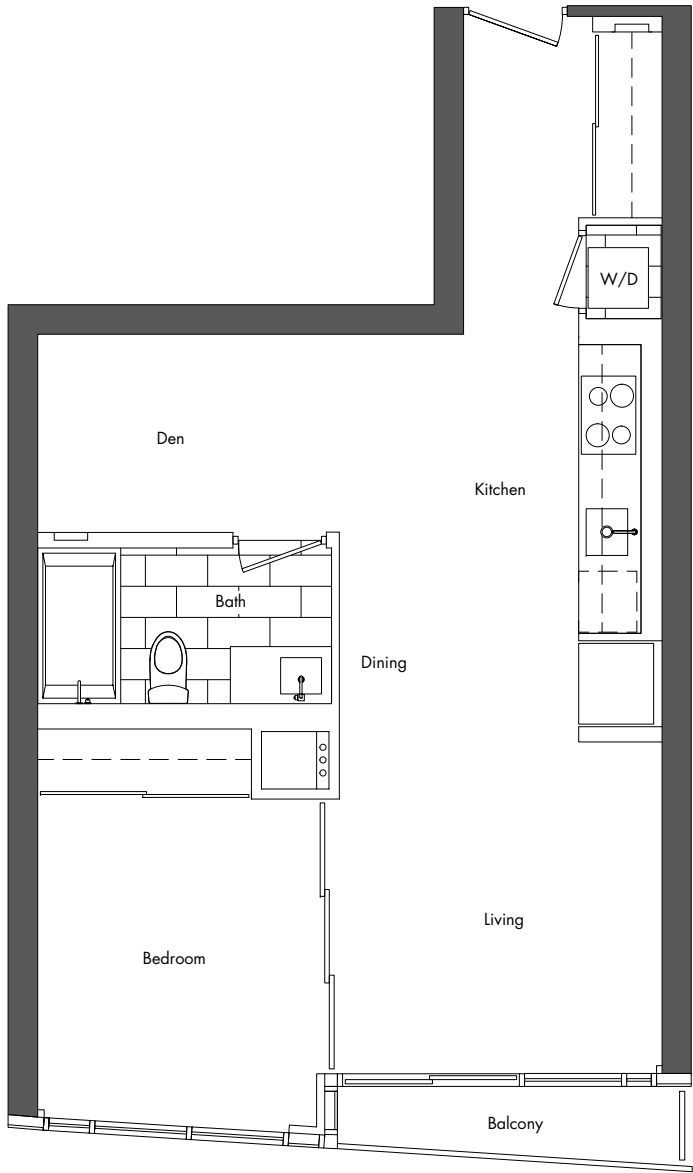 W/D
Den
Kitchen
Bath
Dining
Living
Bedroom
Balcony